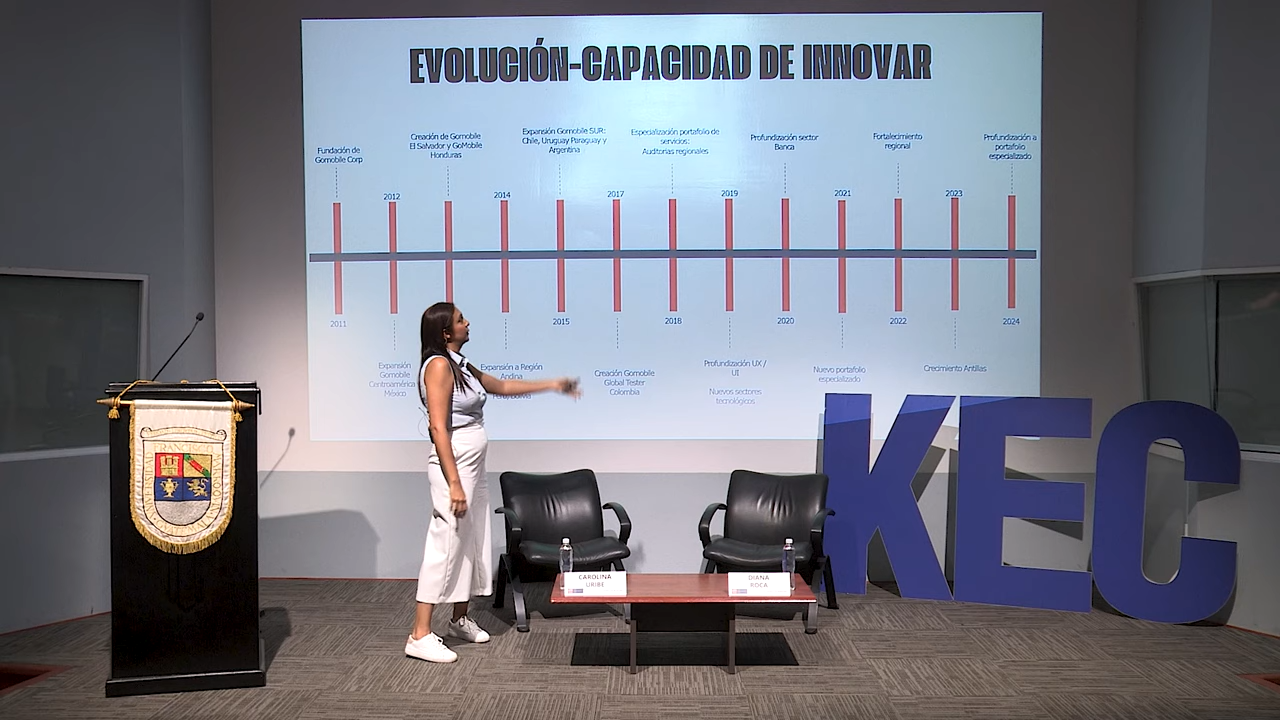 EVOLUCIÓN-CAPACIDAD DE INNOVAR
Fundación de
Gomobile Corp
Creación de Gomobile
El Salvador y GoMobile
Honduras
Expansión Gomobile SUR:
Chile, Uruguay Paraguay y
Argentina
Especialización portafolio de
servicios:
Auditorias regionales
Profundización sector
Banca
Fortalecimiento
regional
Profundización a
portafolio
especializado
2012
2014
2017
2019
2021
2023
2011
2015
2018
2020
2022
2024
Expansión
Gomobile
Centroamérica
México
Expansión a Región
Andina
Creación Gomobile
Global Tester
Colombia
Profundización UX /
UI
Nuevos sectores
tecnológicos
Nuevo portafolio
especializado
Crecimiento Antillas
KEC
FRANCISCO
CAROLINA
URIBE
DIANA
ROCA